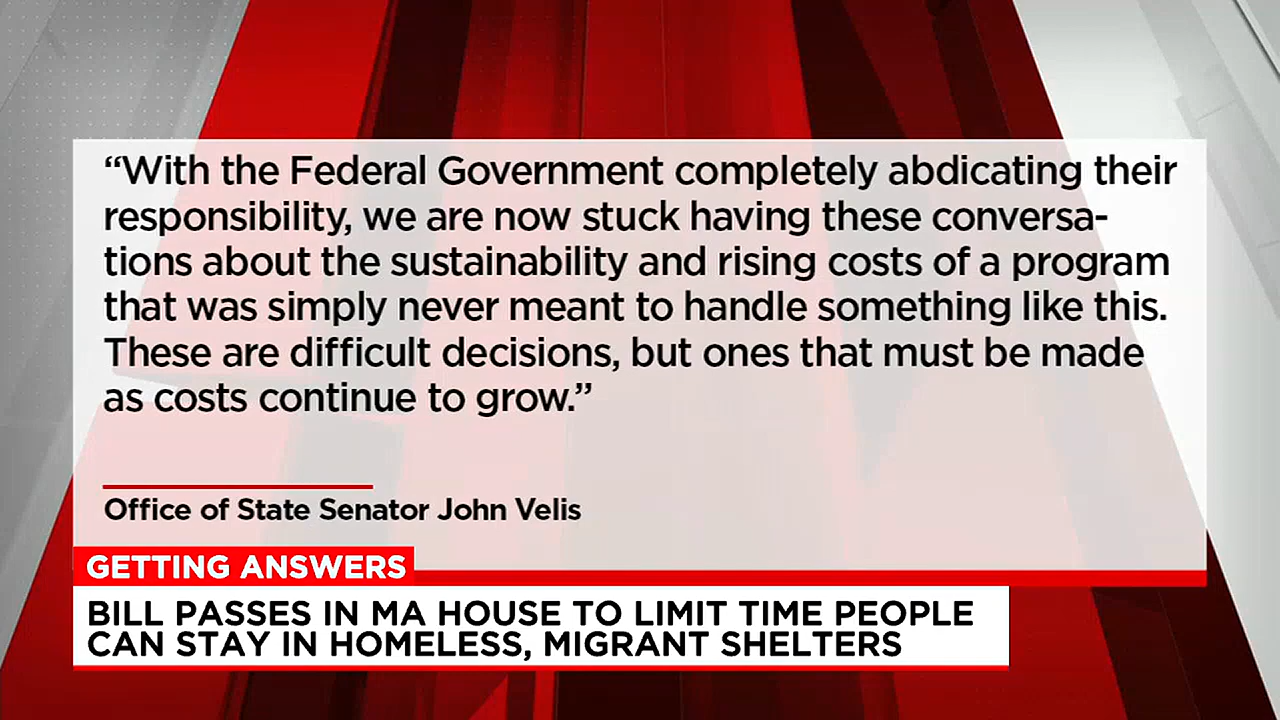 “With the Federal Government completely abdicating their
responsibility, we are now stuck having these conversa-
tions about the sustainability and rising costs of a program
that was simply never meant to handle something like this.
These are difficult decisions, but ones that must be made
as costs continue to grow.”
Office of State Senator John Velis
GETTING ANSWERS
BILL PASSES IN MA HOUSE TO LIMIT TIME PEOPLE
CAN STAY IN HOMELESS, MIGRANT SHELTERS